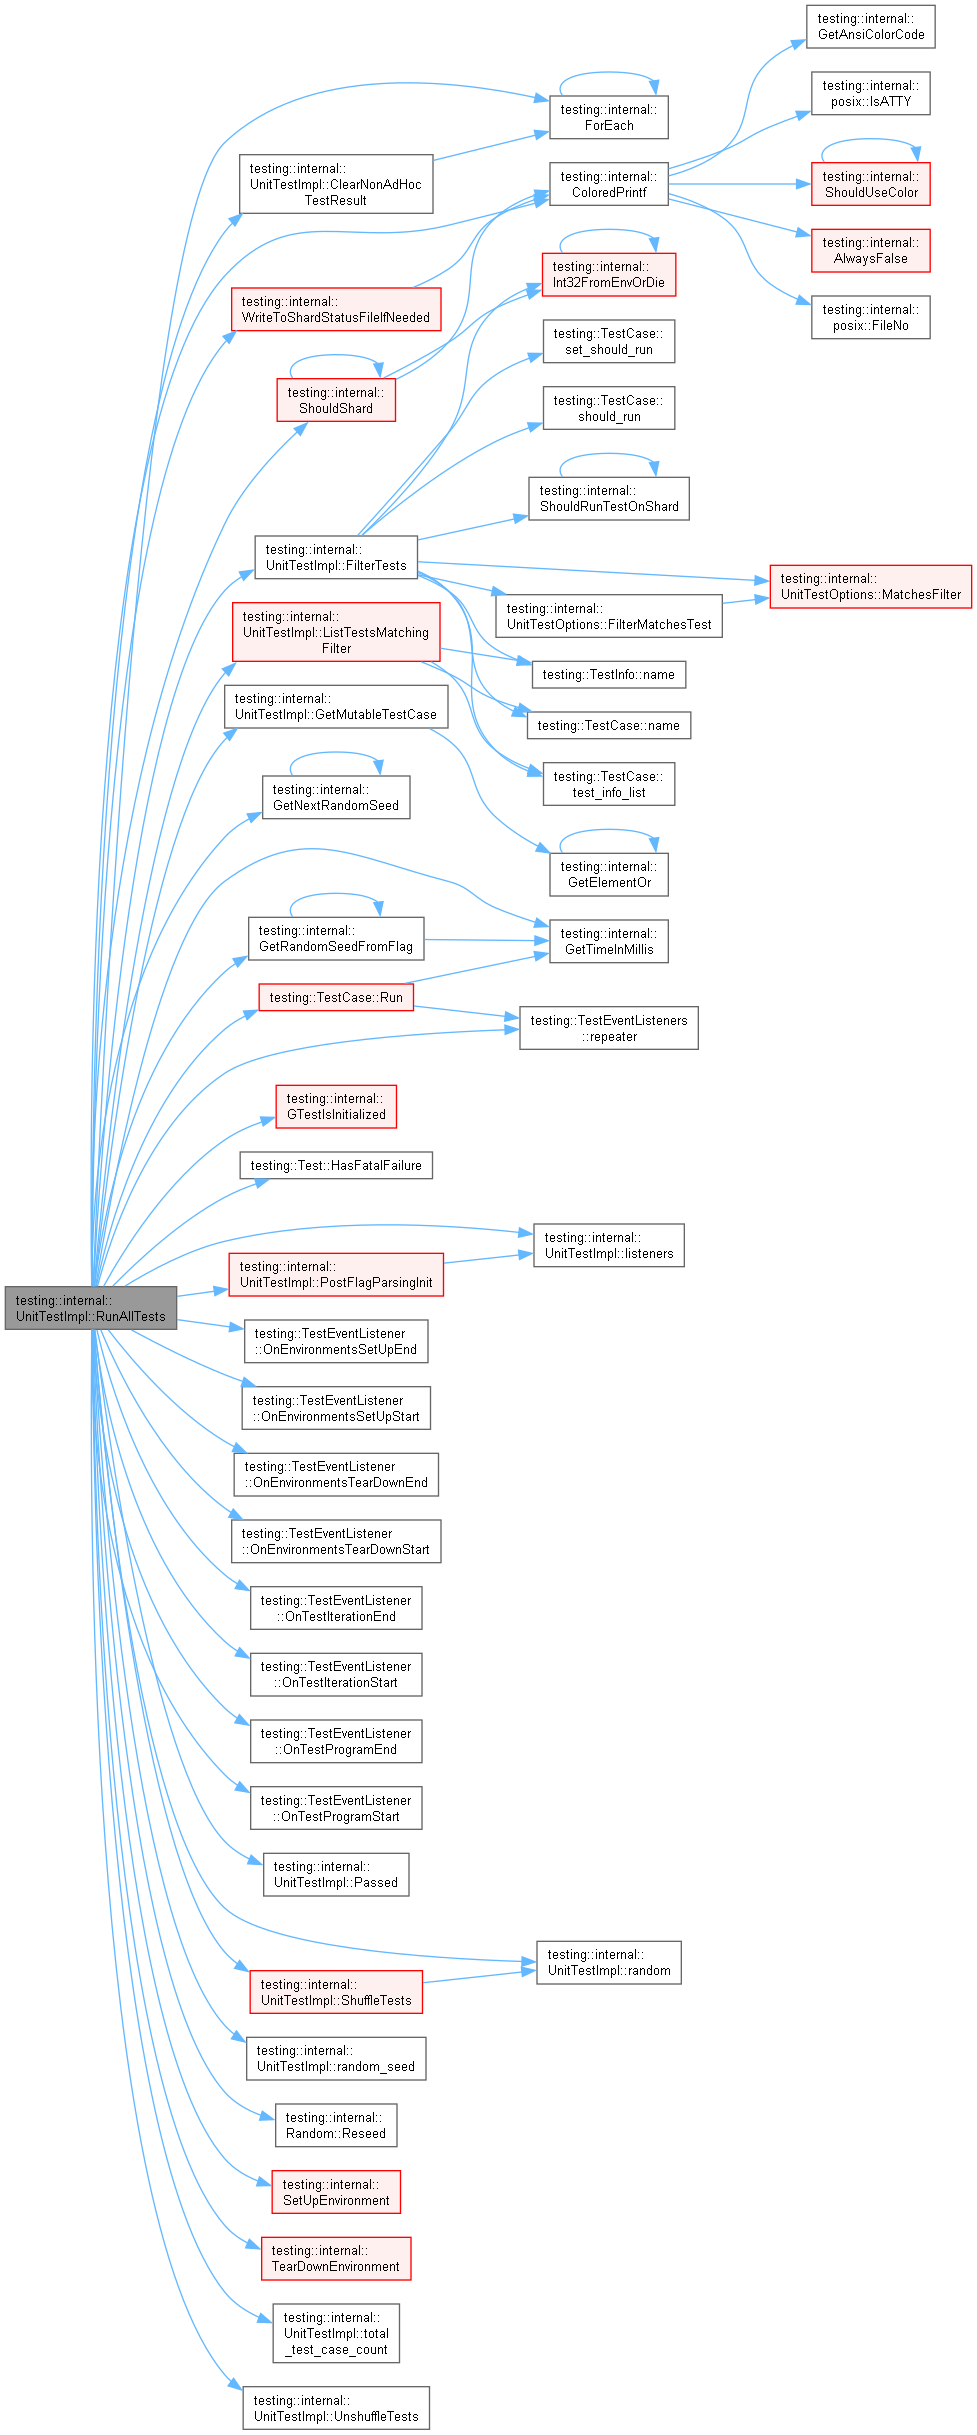 testing::internal::
GetAnsiColorCode
testing::internal::
posix::IsATTY
testing::internal::
ForEach
testing::internal::
UnitTestImpl::ClearNonAdHoc
TestResult
testing::internal::
ColoredPrintf
testing::internal::
ShouldUseColor
testing::internal::
AlwaysFalse
testing::internal::
Int32FromEnvOrDie
testing::internal::
WriteToShardStatusFileIfNeeded
testing::internal::
posix::FileNo
testing::TestCase::
set_should_run
testing::internal::
ShouldShard
testing::TestCase::
should_run
testing::internal::
ShouldRunTestOnShard
testing::internal::
UnitTestImpl::FilterTests
testing::internal::
UnitTestOptions::MatchesFilter
testing::internal::
UnitTestOptions::FilterMatchesTest
testing::internal::
UnitTestImpl::ListTestsMatching
Filter
testing::TestInfo::name
testing::internal::
UnitTestImpl::GetMutableTestCase
testing::TestCase::name
testing::TestCase::
test_info_list
testing::internal::
GetNextRandomSeed
testing::internal::
GetElementOr
testing::internal::
GetRandomSeedFromFlag
testing::internal::
GetTimeInMillis
testing::TestCase::Run
testing::TestEventListeners
::repeater
testing::internal::
GTestIsInitialized
testing::Test::HasFatalFailure
testing::internal::
UnitTestImpl::listeners
testing::internal::
UnitTestImpl::PostFlagParsingInit
testing::internal::
UnitTestImpl::RunAllTests
testing::TestEventListener
::OnEnvironmentsSetUpEnd
testing::TestEventListener
::OnEnvironmentsSetUpStart
testing::TestEventListener
::OnEnvironmentsTearDownEnd
testing::TestEventListener
::OnEnvironmentsTearDownStart
testing::TestEventListener
::OnTestIterationEnd
testing::TestEventListener
::OnTestIterationStart
testing::TestEventListener
::OnTestProgramEnd
testing::TestEventListener
::OnTestProgramStart
testing::internal::
UnitTestImpl::Passed
testing::internal::
UnitTestImpl::random
testing::internal::
UnitTestImpl::ShuffleTests
testing::internal::
UnitTestImpl::random_seed
testing::internal::
Random::Reseed
testing::internal::
SetUpEnvironment
testing::internal::
TearDownEnvironment
testing::internal::
UnitTestImpl::total
_test_case_count
testing::internal::
UnitTestImpl::UnshuffleTests